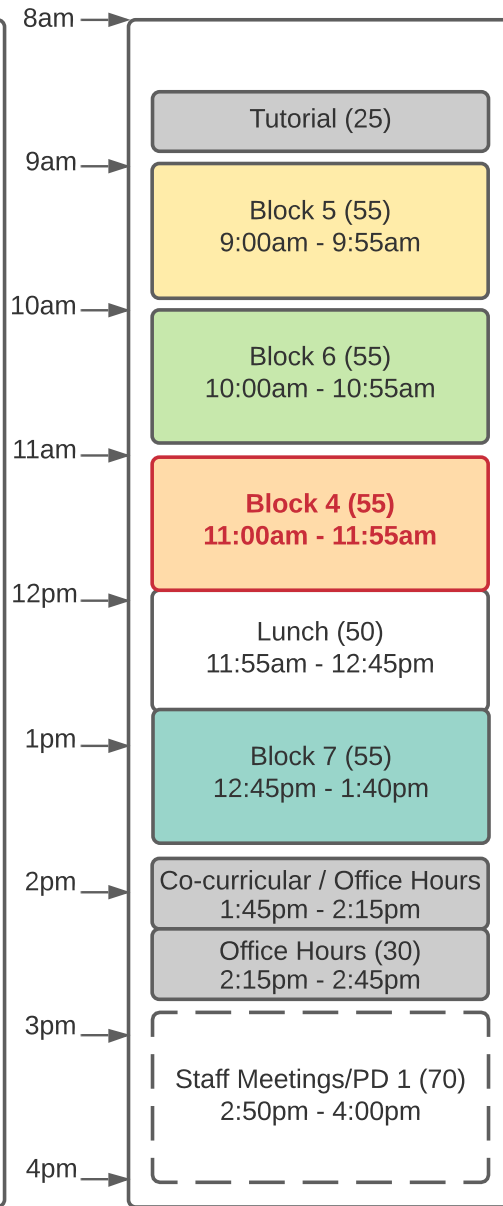 8am
Tutorial (25)
9am
Block 5 (55)
9:00am - 9:55am
10am
Block 6 (55)
10:00am - 10:55am
11am
Block 4 (55)
11:00am - 11:55am
12pm
Lunch (50)
11:55am - 12:45pm
1pm
Block 7 (55)
12:45pm - 1:40pm
2pm
Co-curricular / Office Hours
1:45pm - 2:15pm
Office Hours (30)
2:15pm - 2:45pm
3pm
Staff Meetings/PD 1 (70)
2:50pm - 4:00pm
4pm